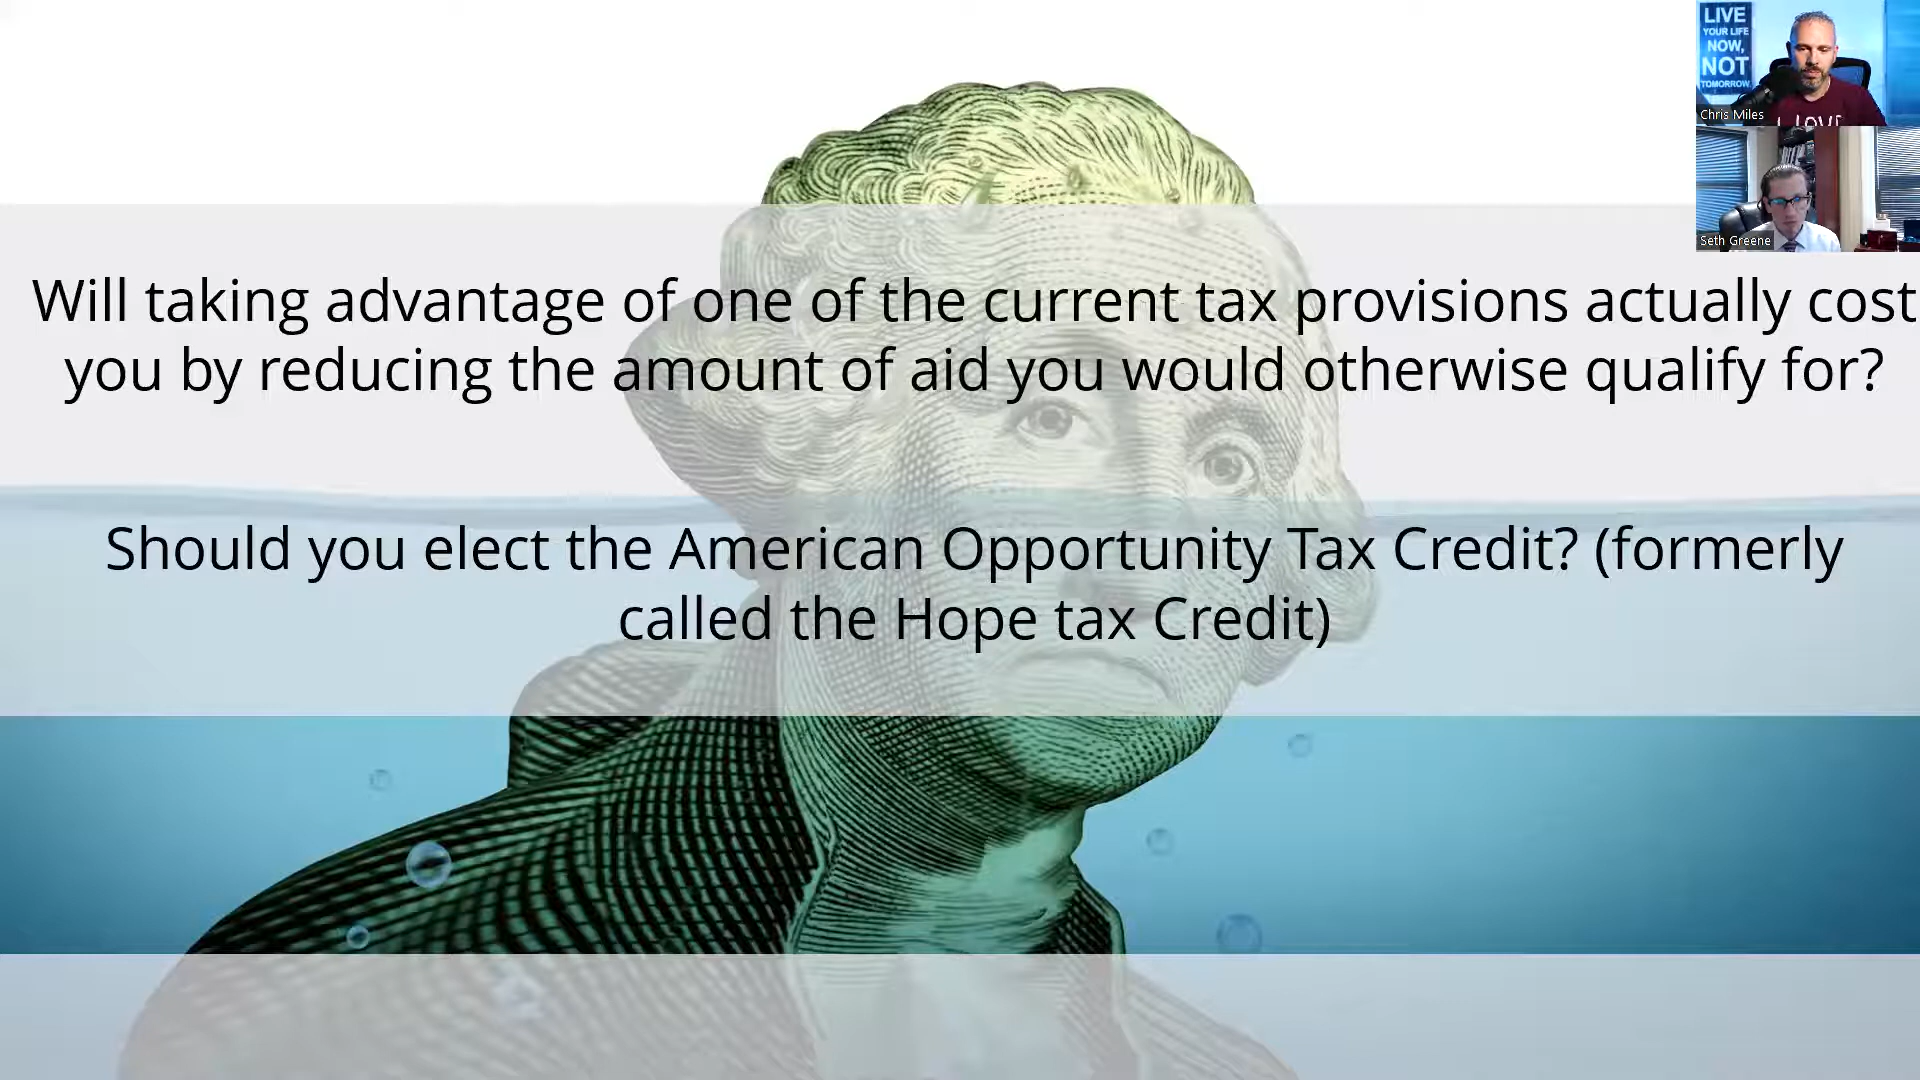 LIVE
YOUR LIFE
NOW,
NOT
TOMORROW
Chris Miles
I LOVE
Seth Greene
Will taking advantage of one of the current tax provisions actually cost
you by reducing the amount of aid you would otherwise qualify for?
Should you elect the American Opportunity Tax Credit? (formerly
called the Hope tax Credit)